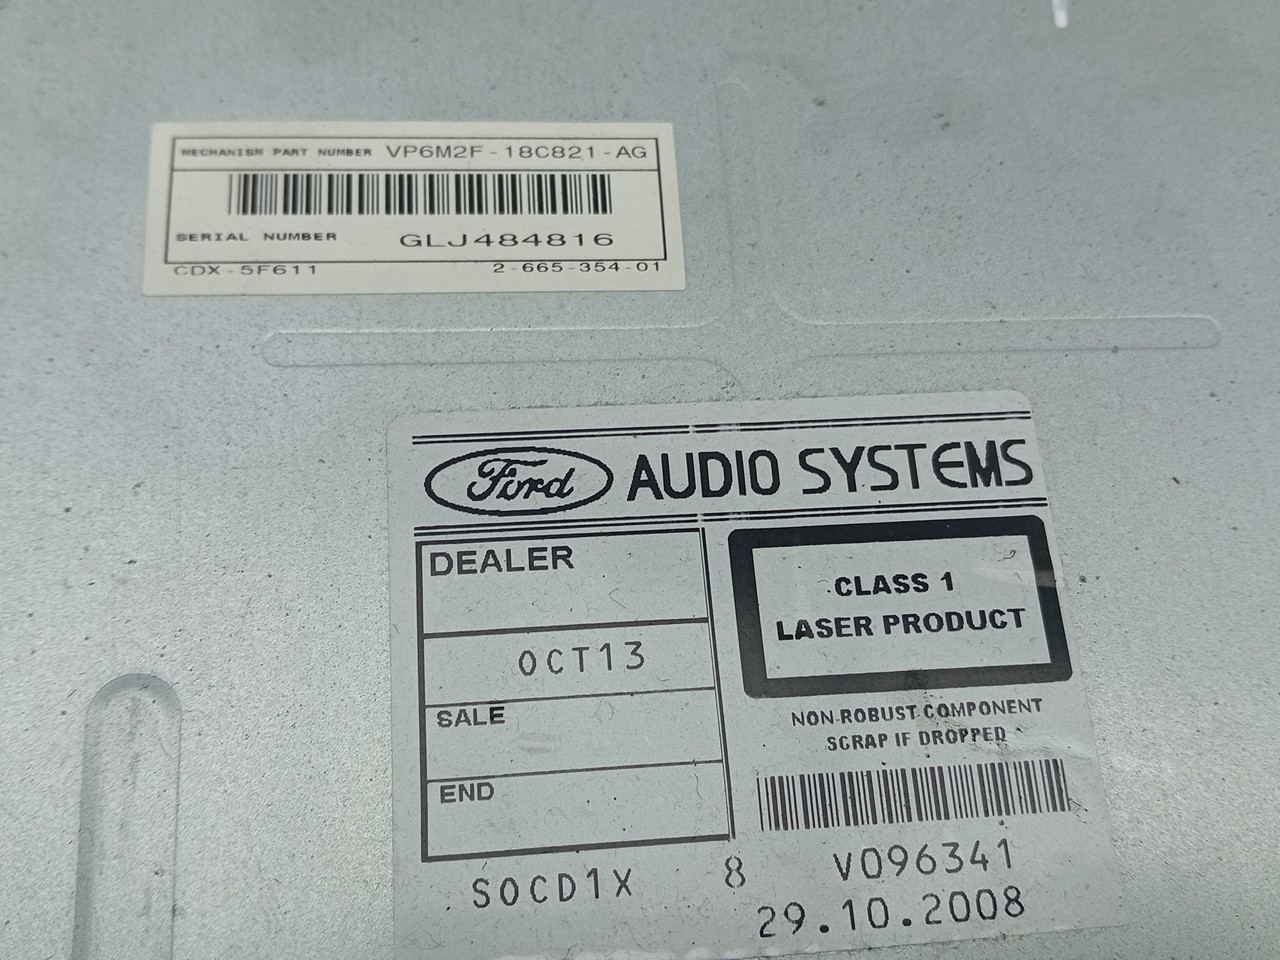 MECHANISM PART NUMBER VP6M2F-18C821-AG
SERIAL NUMBER GLJ484816
CDX-5F611 2-665-354-01
Ford AUDIO SYSTEMS
DEALER
OCT13
SALE
END
CLASS 1
LASER PRODUCT
NON-ROBUST COMPONENT
SCRAP IF DROPPED
SOCD1X 8 V096341
29.10.2008